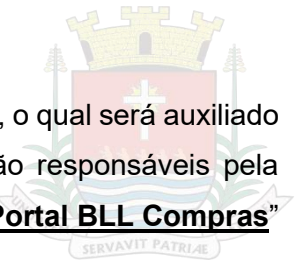 , o qual será auxiliado
ão responsáveis pela
Portal BLL Compras"
SERVAVIT PATRIAE